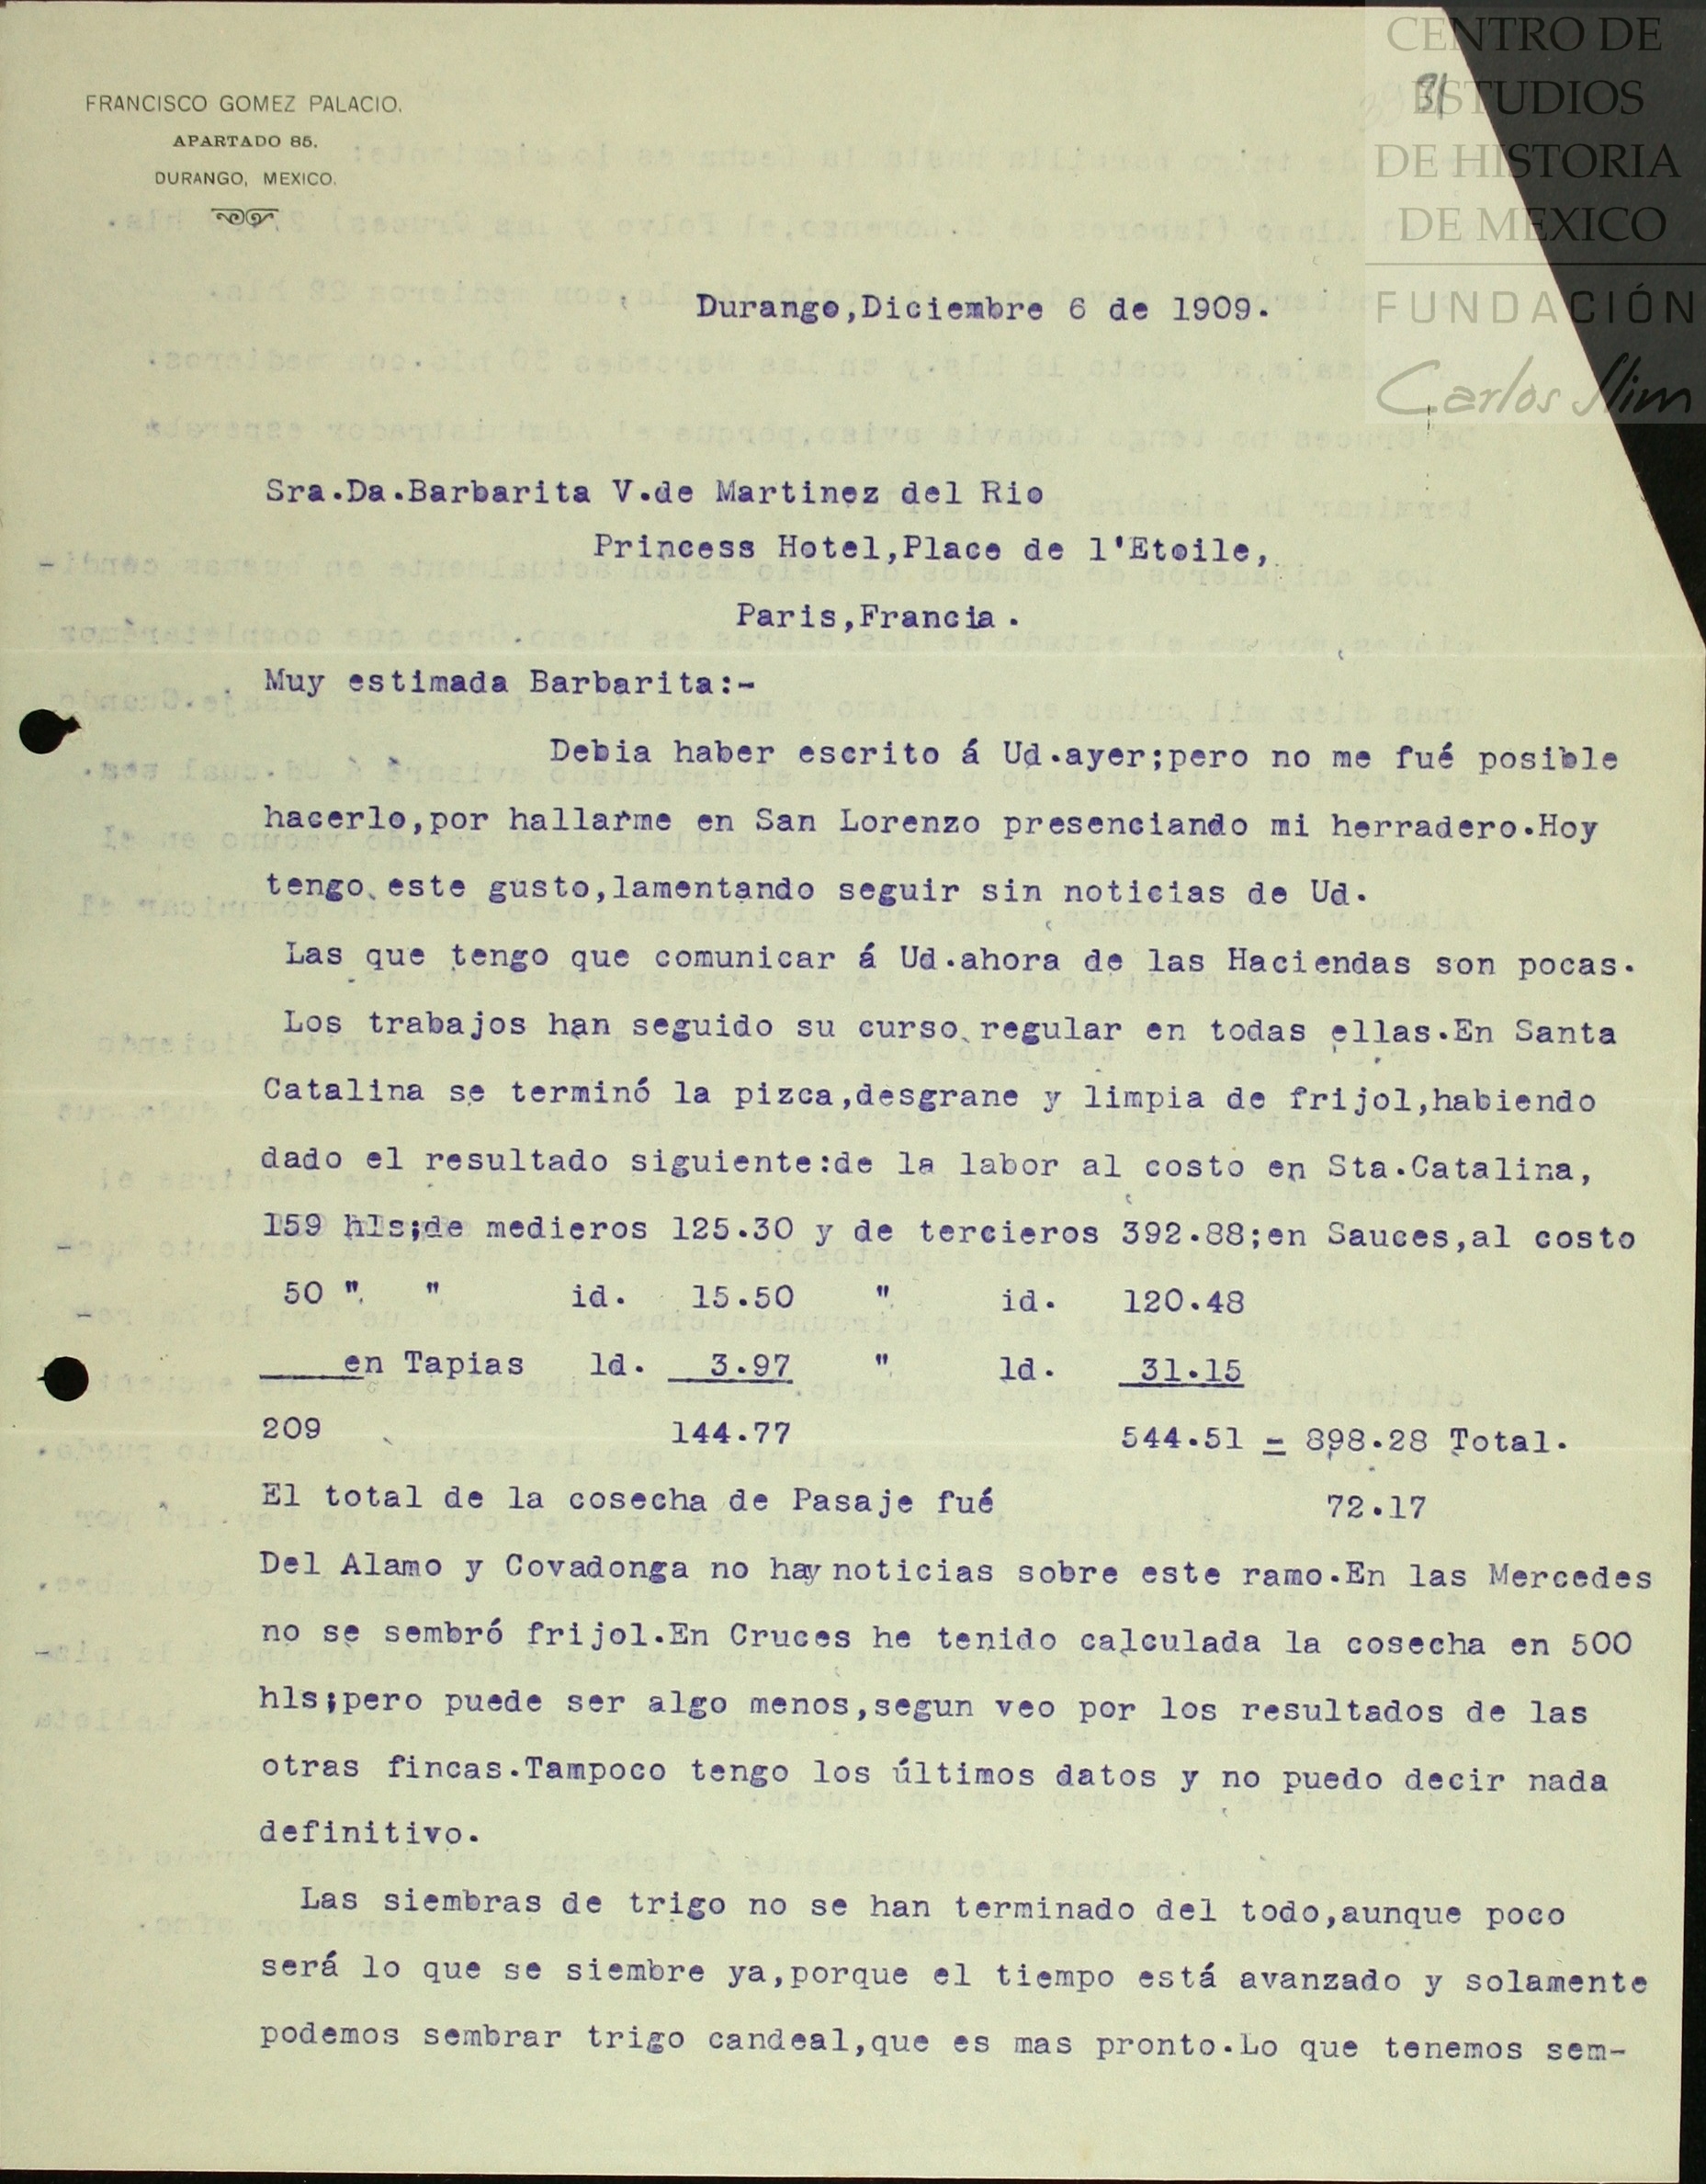 CENTRO DE
ESTUDIOS
DE HISTORIA
DE MEXICO
FUNDACIÓN
Carlos Slim
FRANCISCO GOMEZ PALACIO.
APARTADO 85.
DURANGO, MEXICO.
Durango,Diciembre 6 de 1909.
Sra.Da.Barbarita V.de Martinez del Rio
Princess Hotel,Place de l'Etoile,
Paris,Francia.
Muy estimada Barbarita:-
Debia haber escrito á Ud.ayer;pero no me fué posible
hacerlo,por hallarme en San Lorenzo presenciando mi herradero.Hoy
tengo este gusto,lamentando seguir sin noticias de Ud.
Las que tengo que comunicar á Ud.ahora de las Haciendas son pocas.
Los trabajos han seguido su curso regular en todas ellas.En Santa
Catalina se terminó la pizca,desgrane y limpia de frijol,habiendo
dado el resultado siguiente:de la labor al costo en Sta.Catalina,
159 hls;de medieros 125.30 y de tercieros 392.88;en Sauces,al costo
50 " " id. 15.50 " id. 120.48
en Tapias ld. 3.97 " ld. 31.15
209 144.77 544.51 = 898.28 Total.
El total de la cosecha de Pasaje fué 72.17
Del Alamo y Covadonga no hay noticias sobre este ramo.En las Mercedes
no se sembró frijol.En Cruces he tenido calculada la cosecha en 500
hls;pero puede ser algo menos,segun veo por los resultados de las
otras fincas.Tampoco tengo los últimos datos y no puedo decir nada
definitivo.
Las siembras de trigo no se han terminado del todo,aunque poco
será lo que se siembre ya,porque el tiempo está avanzado y solamente
podemos sembrar trigo candeal,que es mas pronto.Lo que tenemos sem-